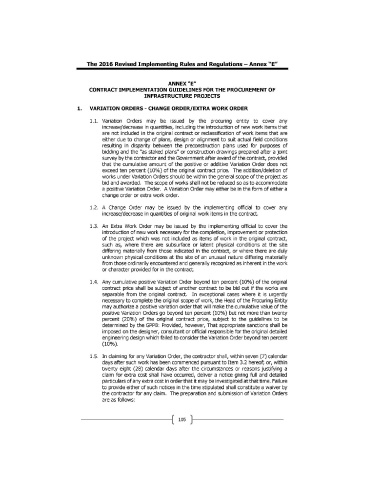 The 2016 Revised Implementing Rules and Regulations – Annex "E"
ANNEX "E"
CONTRACT IMPLEMENTATION GUIDELINES FOR THE PROCUREMENT OF
INFRASTRUCTURE PROJECTS
1. VARIATION ORDERS - CHANGE ORDER/EXTRA WORK ORDER
1.1. Variation Orders may be issued by the procuring entity to cover any
increase/decrease in quantities, including the introduction of new work items that
are not included in the original contract or reclassification of work items that are
either due to change of plans, design or alignment to suit actual field conditions
resulting in disparity between the preconstruction plans used for purposes of
bidding and the "as staked plans" or construction drawings prepared after a joint
survey by the contractor and the Government after award of the contract, provided
that the cumulative amount of the positive or additive Variation Order does not
exceed ten percent (10%) of the original contract price. The addition/deletion of
works under Variation Orders should be within the general scope of the project as
bid and awarded. The scope of works shall not be reduced so as to accommodate
a positive Variation Order. A Variation Order may either be in the form of either a
change order or extra work order.
1.2. A Change Order may be issued by the implementing official to cover any
increase/decrease in quantities of original work items in the contract.
1.3. An Extra Work Order may be issued by the implementing official to cover the
introduction of new work necessary for the completion, improvement or protection
of the project which was not included as items of work in the original contract,
such as, where there are subsurface or latent physical conditions at the site
differing materially from those indicated in the contract, or where there are duly
unknown physical conditions at the site of an unusual nature differing materially
from those ordinarily encountered and generally recognized as inherent in the work
or character provided for in the contract.
1.4. Any cumulative positive Variation Order beyond ten percent (10%) of the original
contract price shall be subject of another contract to be bid out if the works are
separable from the original contract. In exceptional cases where it is urgently
necessary to complete the original scope of work, the Head of the Procuring Entity
may authorize a positive variation order that will make the cumulative value of the
positive Variation Orders go beyond ten percent (10%) but not more than twenty
percent (20%) of the original contract price, subject to the guidelines to be
determined by the GPPB. Provided, however, That appropriate sanctions shall be
imposed on the designer, consultant or official responsible for the original detailed
engineering design which failed to consider the Variation Order beyond ten percent
(10%).
1.5 In claiming for any Variation Order, the contractor shall, within seven (7) calendar
days after such work has been commenced pursuant to Item 3.2 hereof; or, within
twenty-eight (28) calendar days after the circumstances or reasons justifying a
claim for extra cost shall have occurred, deliver a notice giving full and detailed
particulars of any extra cost in order that it may be investigated at that time. Failure
to provide either of such notices in the time stipulated shall constitute a waiver by
the contractor for any claim. The preparation and submission of Variation Orders
are as follows:
105